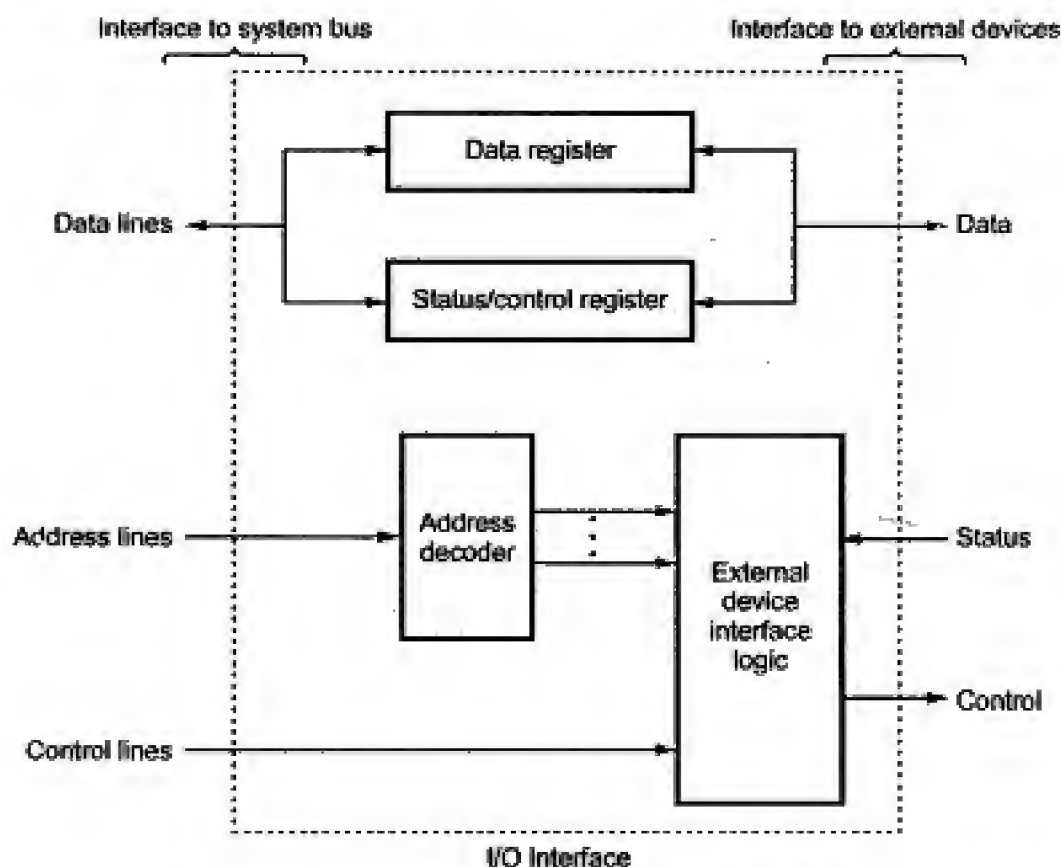 Interface to system bus
Interface to external devices
Data register
Data lines
Data
Status/control register
Address lines
Address
decoder
Status
External
device
interface
logic
Control
Control lines
I/O Interface